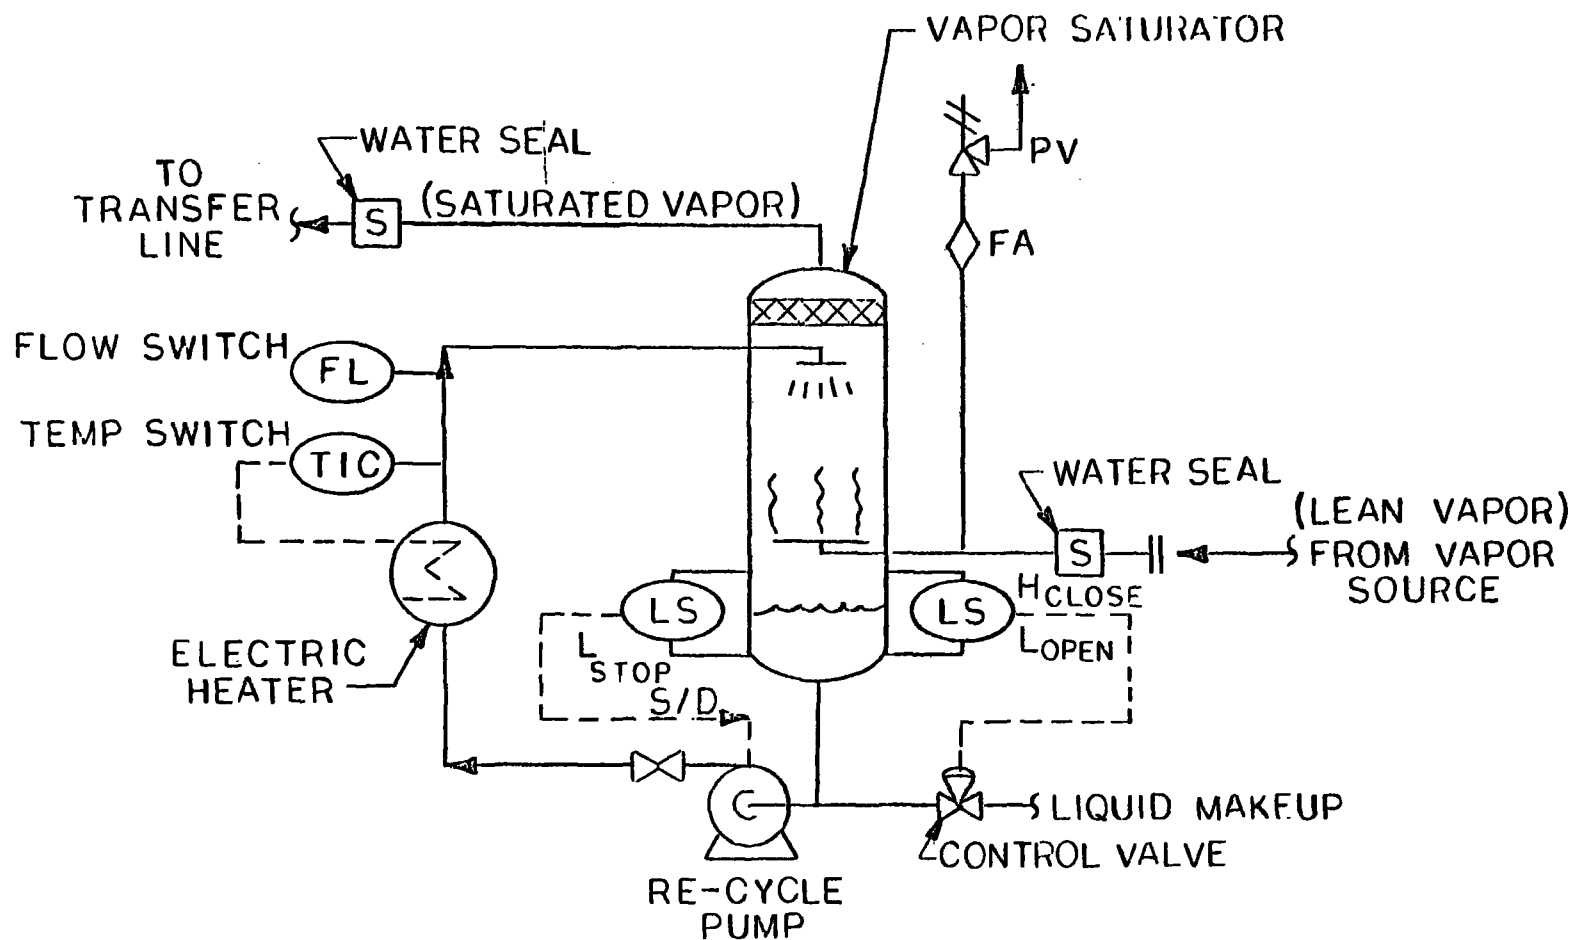 VAPOR SATURATOR
WATER SEAL
PV
TO
TRANSFER
LINE
S
(SATURATED VAPOR)
FA
FLOW SWITCH
FL
TEMP SWITCH
TIC
WATER SEAL
(LEAN VAPOR)
FROM VAPOR
SOURCE
S
LS
LS
H CLOSE
L OPEN
L STOP
S/D
ELECTRIC
HEATER
C
LIQUID MAKEUP
CONTROL VALVE
RE-CYCLE
PUMP